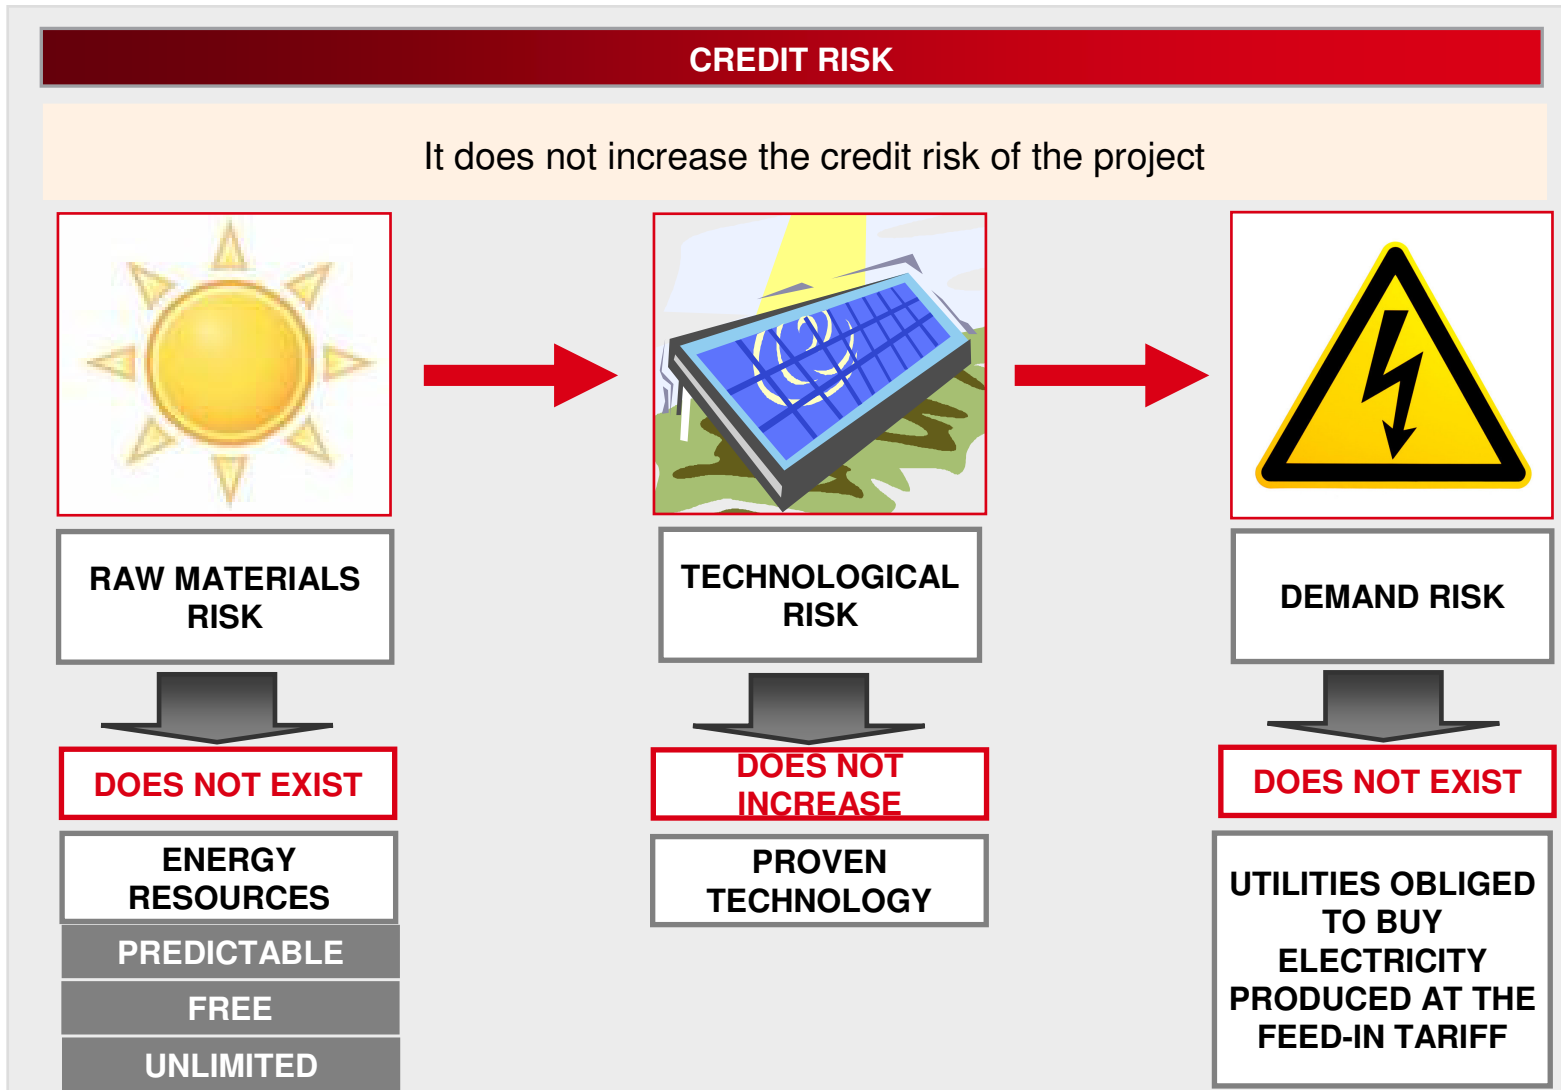 CREDIT RISK
It does not increase the credit risk of the project
RAW MATERIALS
RISK
DOES NOT EXIST
ENERGY
RESOURCES
PREDICTABLE
FREE
UNLIMITED
TECHNOLOGICAL
RISK
DOES NOT
INCREASE
PROVEN
TECHNOLOGY
DEMAND RISK
DOES NOT EXIST
UTILITIES OBLIGED
TO BUY
ELECTRICITY
PRODUCED AT THE
FEED-IN TARIFF